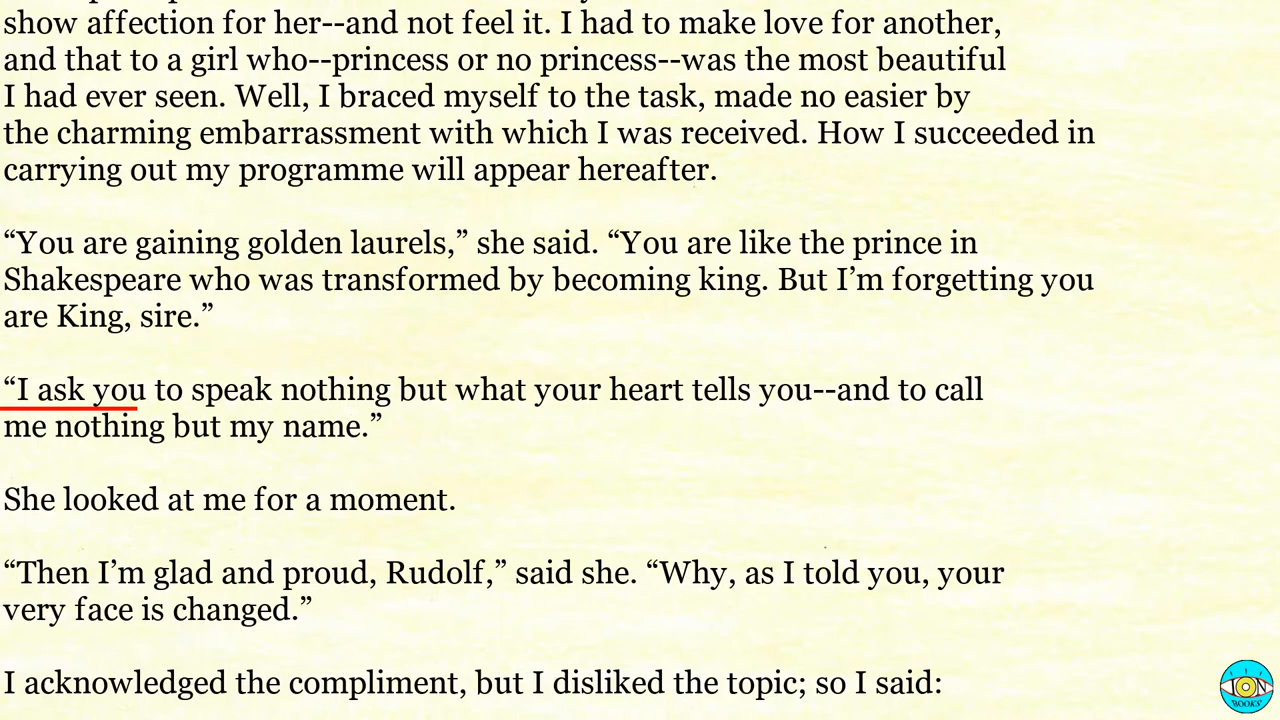 show affection for her--and not feel it. I had to make love for another,
and that to a girl who--princess or no princess--was the most beautiful
I had ever seen. Well, I braced myself to the task, made no easier by
the charming embarrassment with which I was received. How I succeeded in
carrying out my programme will appear hereafter.
“You are gaining golden laurels,” she said. “You are like the prince in
Shakespeare who was transformed by becoming king. But I’m forgetting you
are King, sire.”
“I ask you to speak nothing but what your heart tells you--and to call
me nothing but my name.”
She looked at me for a moment.
“Then I’m glad and proud, Rudolf,” said she. “Why, as I told you, your
very face is changed.”
I acknowledged the compliment, but I disliked the topic; so I said:
ION
BOOKS